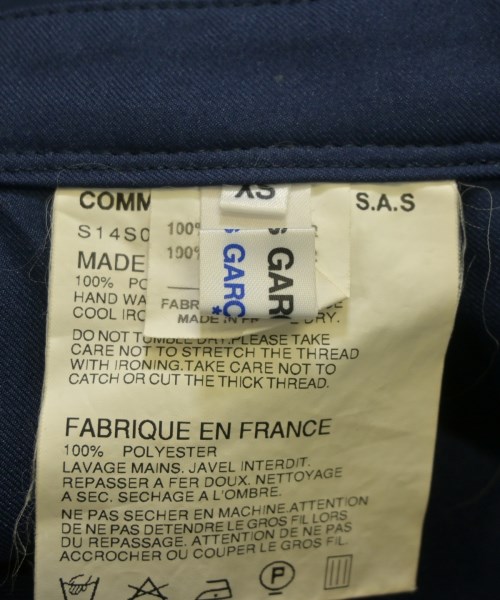 XS
COMM S.A.S
S14S0
100%
100%
S GARÇ
S GARÇ
*
MADE
100% PO
HAND WA
COOL IRO
FABR
MADE IN FR
DRY.
DO NOT TUMBLE DRY.PLEASE TAKE
CARE NOT TO STRETCH THE THREAD
WITH IRONING.TAKE CARE NOT TO
CATCH OR CUT THE THICK THREAD.
FABRIQUE EN FRANCE
100% POLYESTER
LAVAGE MAINS. JAVEL INTERDIT.
REPASSER A FER DOUX. NETTOYAGE
A SEC. SECHAGE A L'OMBRE.
NE PAS SECHER EN MACHINE.ATTENTION
DE NE PAS DETENDRE LE GROS FIL LORS
DU REPASSAGE. ATTENTION DE NE PAS
ACCROCHER OU COUPER LE GROS FIL.
P